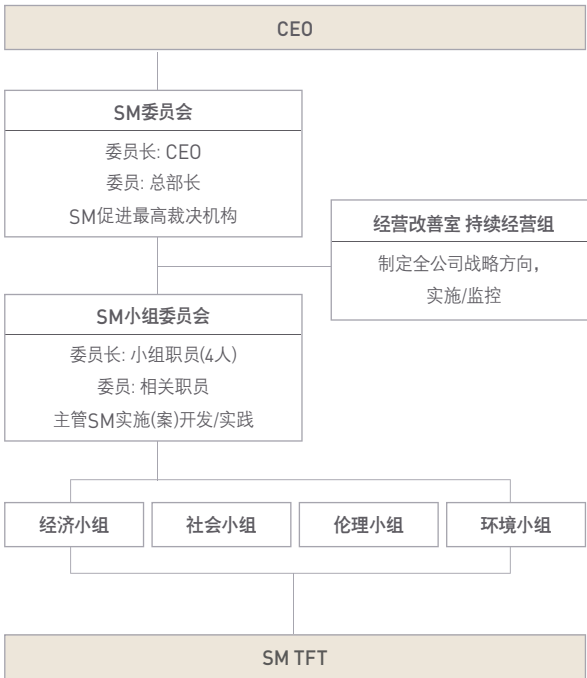 CEO
SM委员会
委员长: CEO
委员: 总部长
SM促进最高裁决机构
经营改善室 持续经营组
制定全公司战略方向,
实施/监控
SM小组委员会
委员长: 小组职员(4人)
委员: 相关职员
主管SM实施(案)开发/实践
经济小组
社会小组
伦理小组
环境小组
SM TFT